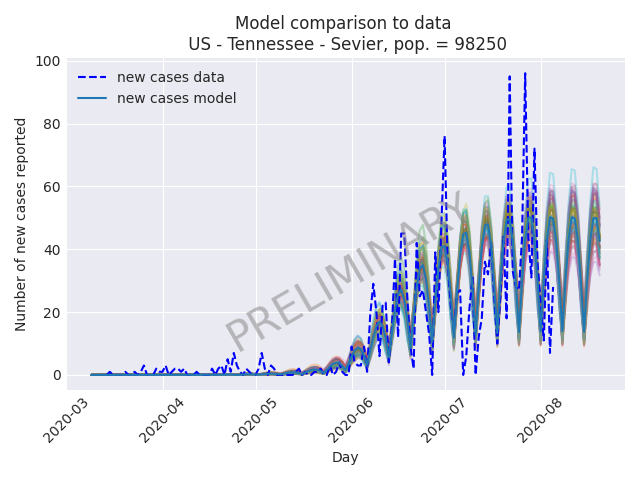 Model comparison to data
US - Tennessee - Sevier, pop. = 98250
new cases data
new cases model
Number of new cases reported
100
80
60
40
20
0
PRELIMINARY
2020-03
2020-04
2020-05
2020-06
2020-07
2020-08
Day